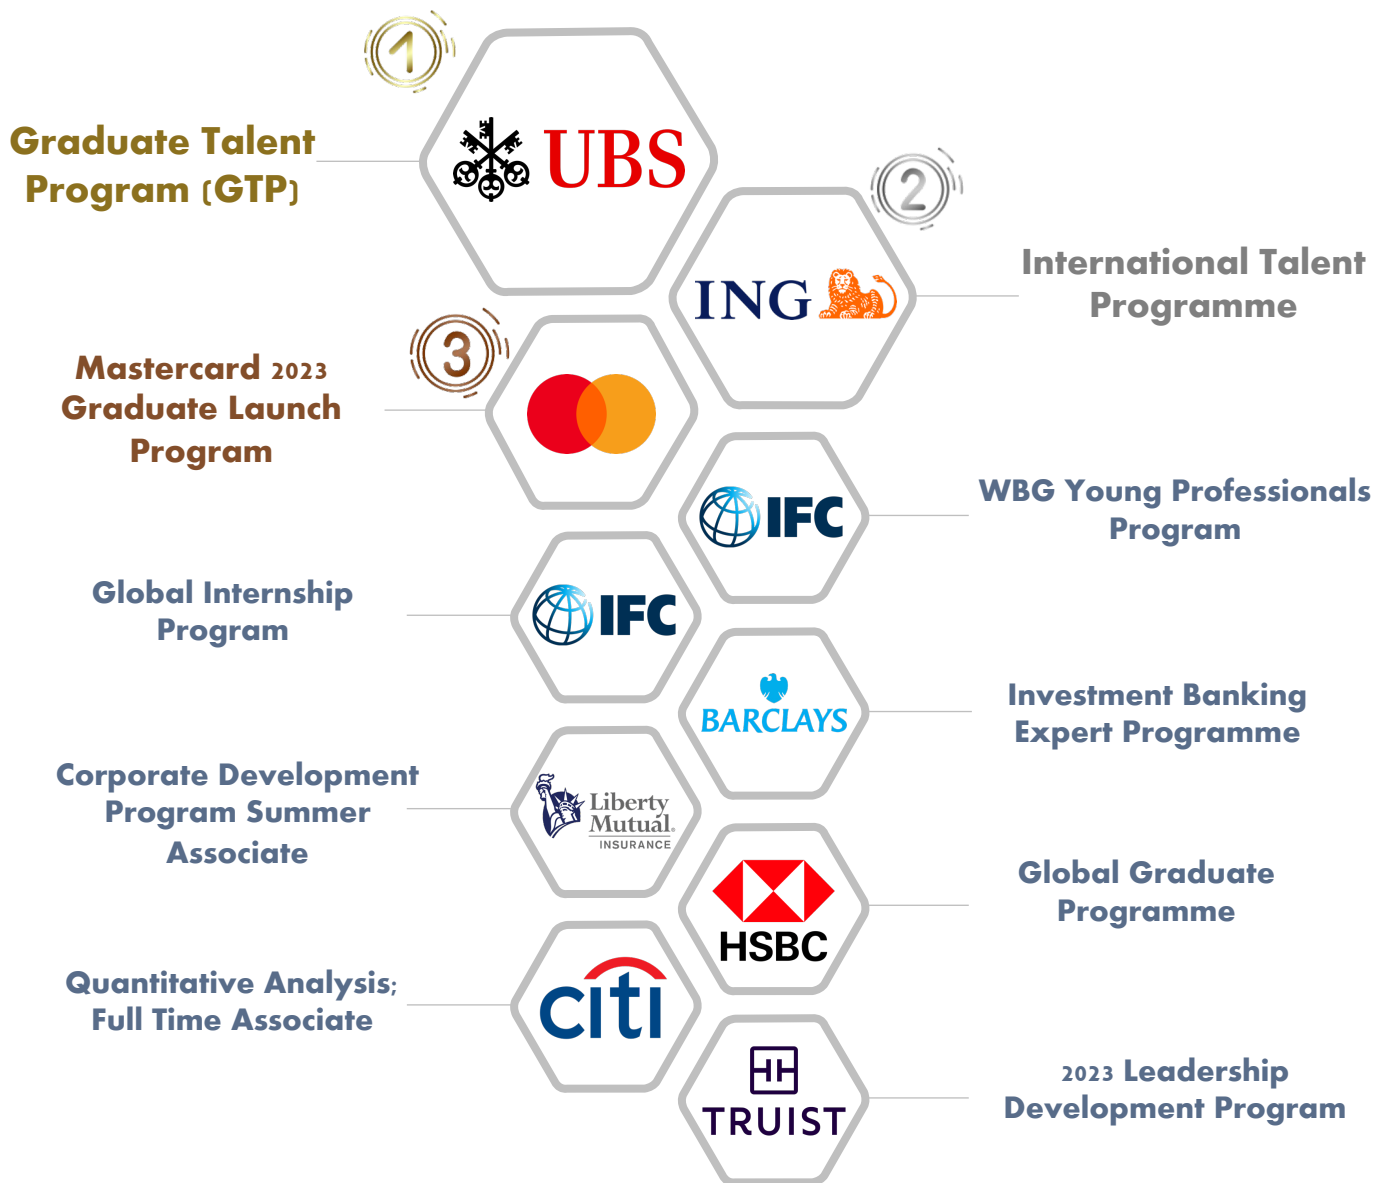 1
Graduate Talent
Program (GTP)
UBS
2
ING
International Talent
Programme
3
Mastercard 2023
Graduate Launch
Program
IFC
WBG Young Professionals
Program
Global Internship
Program
IFC
BARCLAYS
Investment Banking
Expert Programme
Corporate Development
Program Summer
Associate
Liberty
Mutual®
INSURANCE
HSBC
Global Graduate
Programme
Quantitative Analysis;
Full Time Associate
citi
TRUIST
2023 Leadership
Development Program